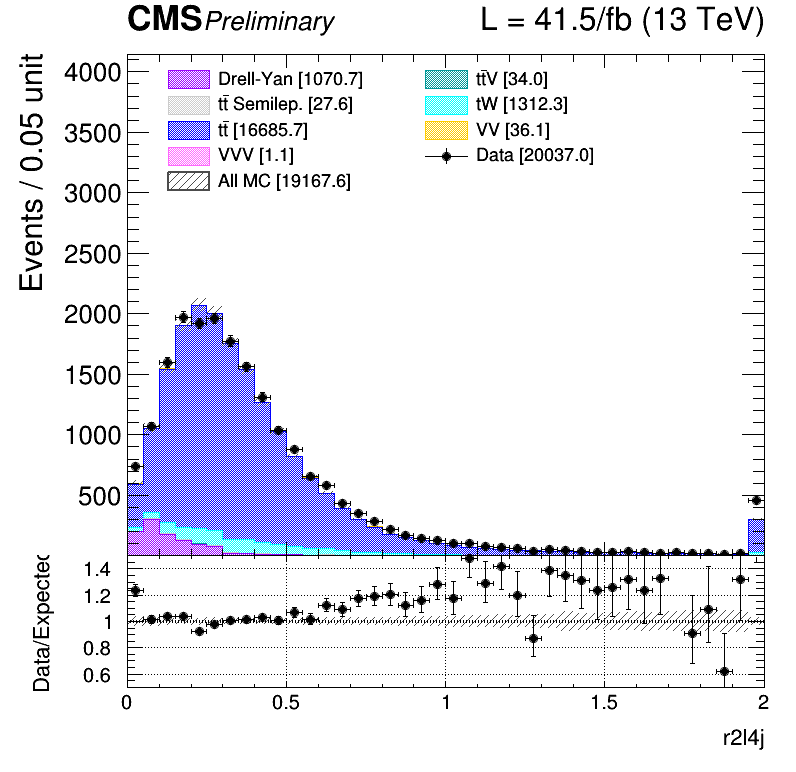 CMS Preliminary L = 41.5/fb (13 TeV)
Events / 0.05 unit
4000
3500
3000
2500
2000
1500
1000
500
Drell-Yan [1070.7]
tt̄ Semilep. [27.6]
tt̄ [16685.7]
VVV [1.1]
All MC [19167.6]
tt̄V [34.0]
tW [1312.3]
VV [36.1]
Data [20037.0]
Data/Expected
1.4
1.2
1
0.8
0.6
0 0.5 1 1.5 2
r2l4j